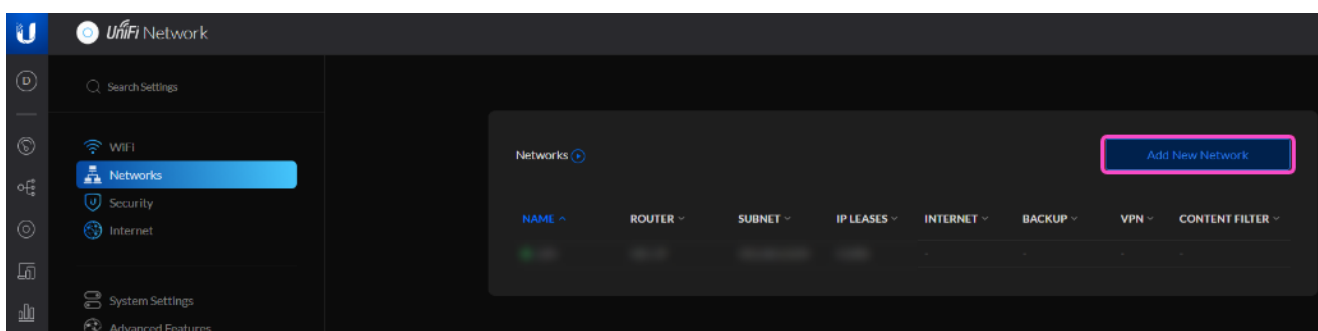 UniFi Network
D
Search Settings
WiFi
Networks
Security
Internet
System Settings
Advanced Features
Networks
Add New Network
NAME ROUTER SUBNET IP LEASES INTERNET BACKUP VPN CONTENT FILTER
- - - -